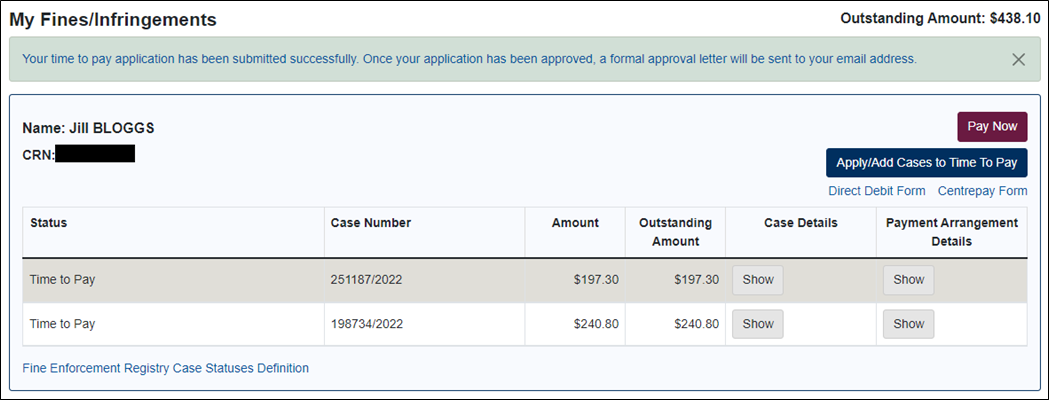 My Fines/Infringements
Outstanding Amount: $438.10
Your time to pay application has been submitted successfully. Once your application has been approved, a formal approval letter will be sent to your email address.
Name: Jill BLOGGS
Pay Now
CRN:
Apply/Add Cases to Time To Pay
Direct Debit Form Centrepay Form
Status Case Number Amount Outstanding Case Details Payment Arrangement
Amount Details
Time to Pay 251187/2022 $197.30 $197.30 Show Show
Time to Pay 198734/2022 $240.80 $240.80 Show Show
Fine Enforcement Registry Case Statuses Definition